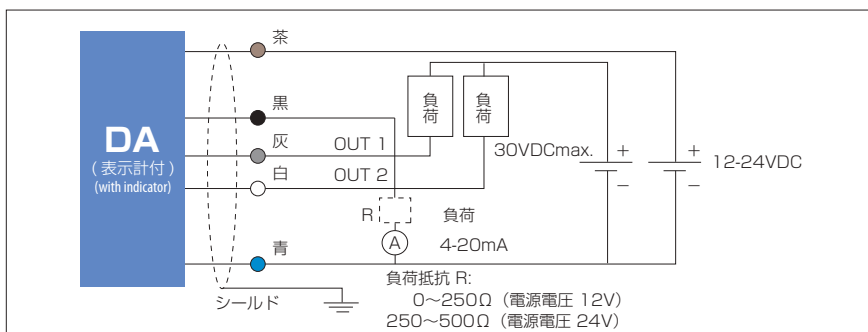 茶
黒
負荷
負荷
DA
(表示計付)
(with indicator)
灰
OUT 1
30VDCmax.
+
−
+
−
12-24VDC
白
OUT 2
R
負荷
A
4-20mA
青
シールド
負荷抵抗 R:
0～250Ω（電源電圧 12V）
250～500Ω（電源電圧 24V）